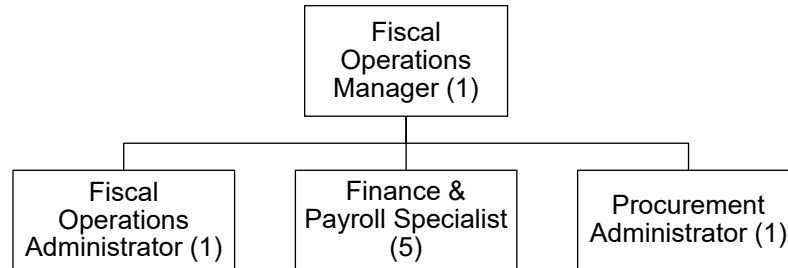 Fiscal
Operations
Manager (1)
Fiscal
Operations
Administrator (1)
Finance &
Payroll Specialist
(5)
Procurement
Administrator (1)